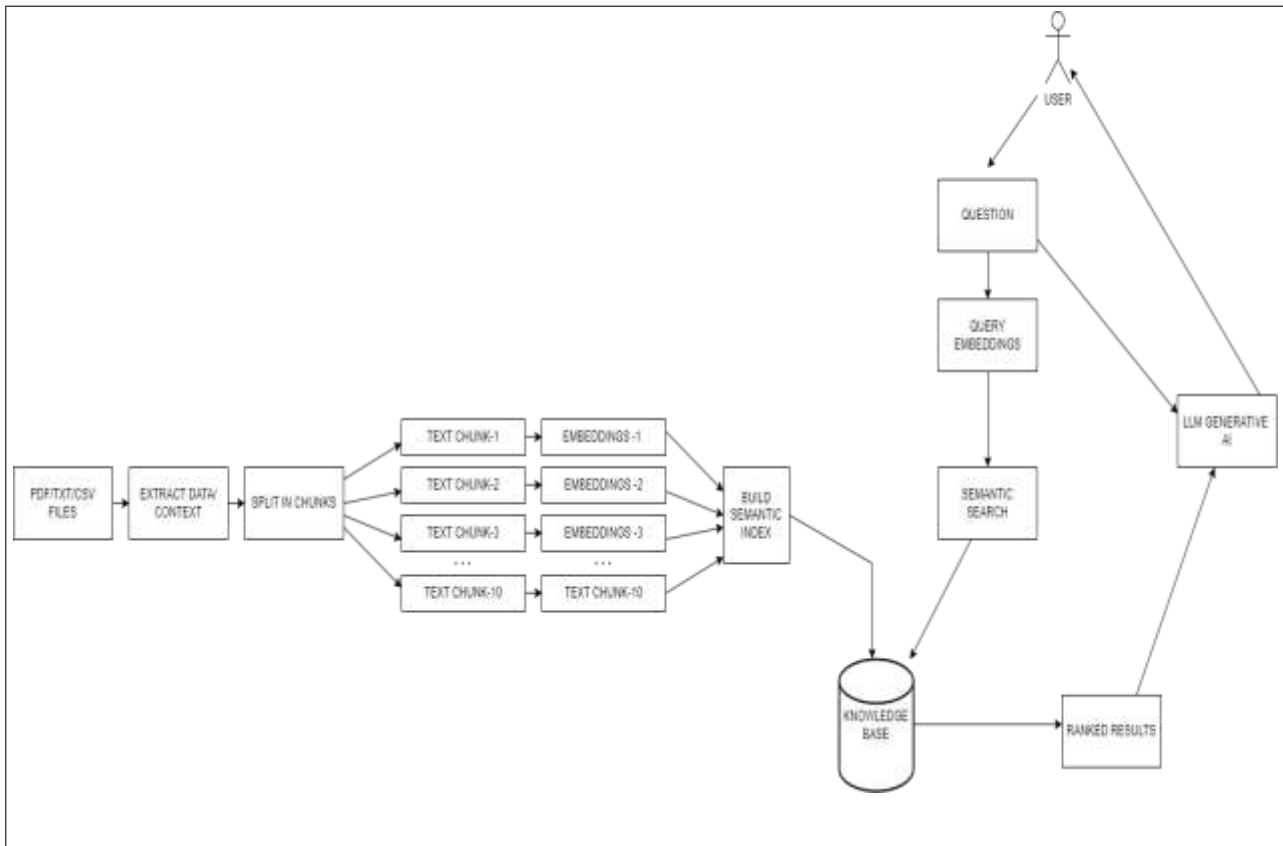 USER
QUESTION
QUERY
EMBEDDINGS
LLM GENERATIVE
AI
TEXT CHUNK-1
EMBEDDINGS -1
PDF/TXT/CSV
FILES
EXTRACT DATA/
CONTEXT
SPLIT IN CHUNKS
TEXT CHUNK-2
EMBEDDINGS -2
TEXT CHUNK-3
EMBEDDINGS -3
...
...
TEXT CHUNK-10
TEXT CHUNK-10
BUILD
SEMANTIC
INDEX
SEMANTIC
SEARCH
KNOWLEDGE
BASE
RANKED RESULTS